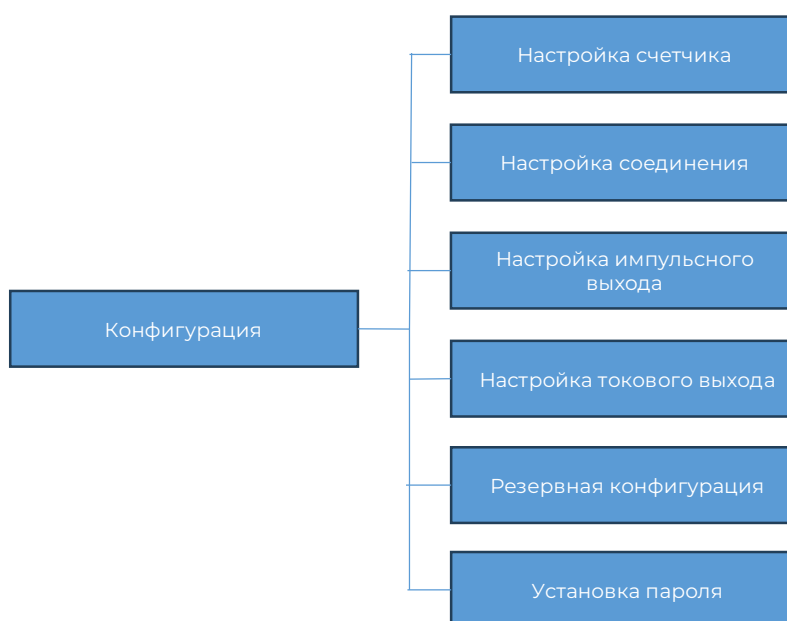 Настройка счетчика
Настройка соединения
Настройка импульсного
выхода
Конфигурация
Настройка токового выхода
Резервная конфигурация
Установка пароля